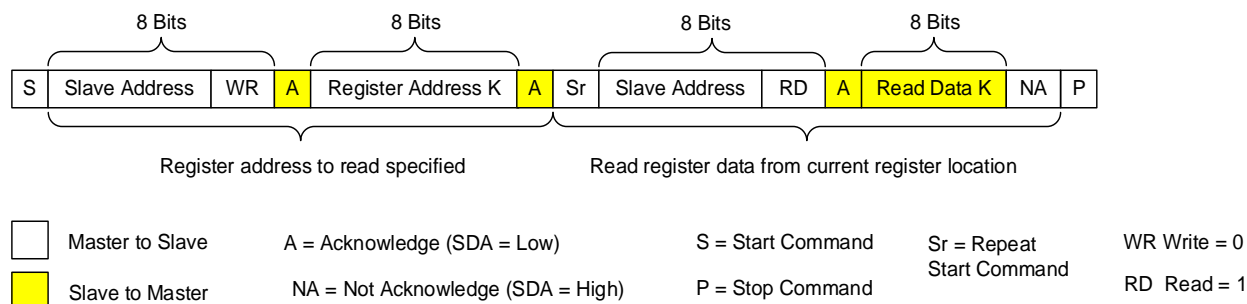 8 Bits 8 Bits 8 Bits 8 Bits
S Slave Address WR A Register Address K A Sr Slave Address RD A Read Data K NA P
Register address to read specified Read register data from current register location
Master to Slave A = Acknowledge (SDA = Low) S = Start Command Sr = Repeat Start Command WR Write = 0
Slave to Master NA = Not Acknowledge (SDA = High) P = Stop Command RD Read = 1